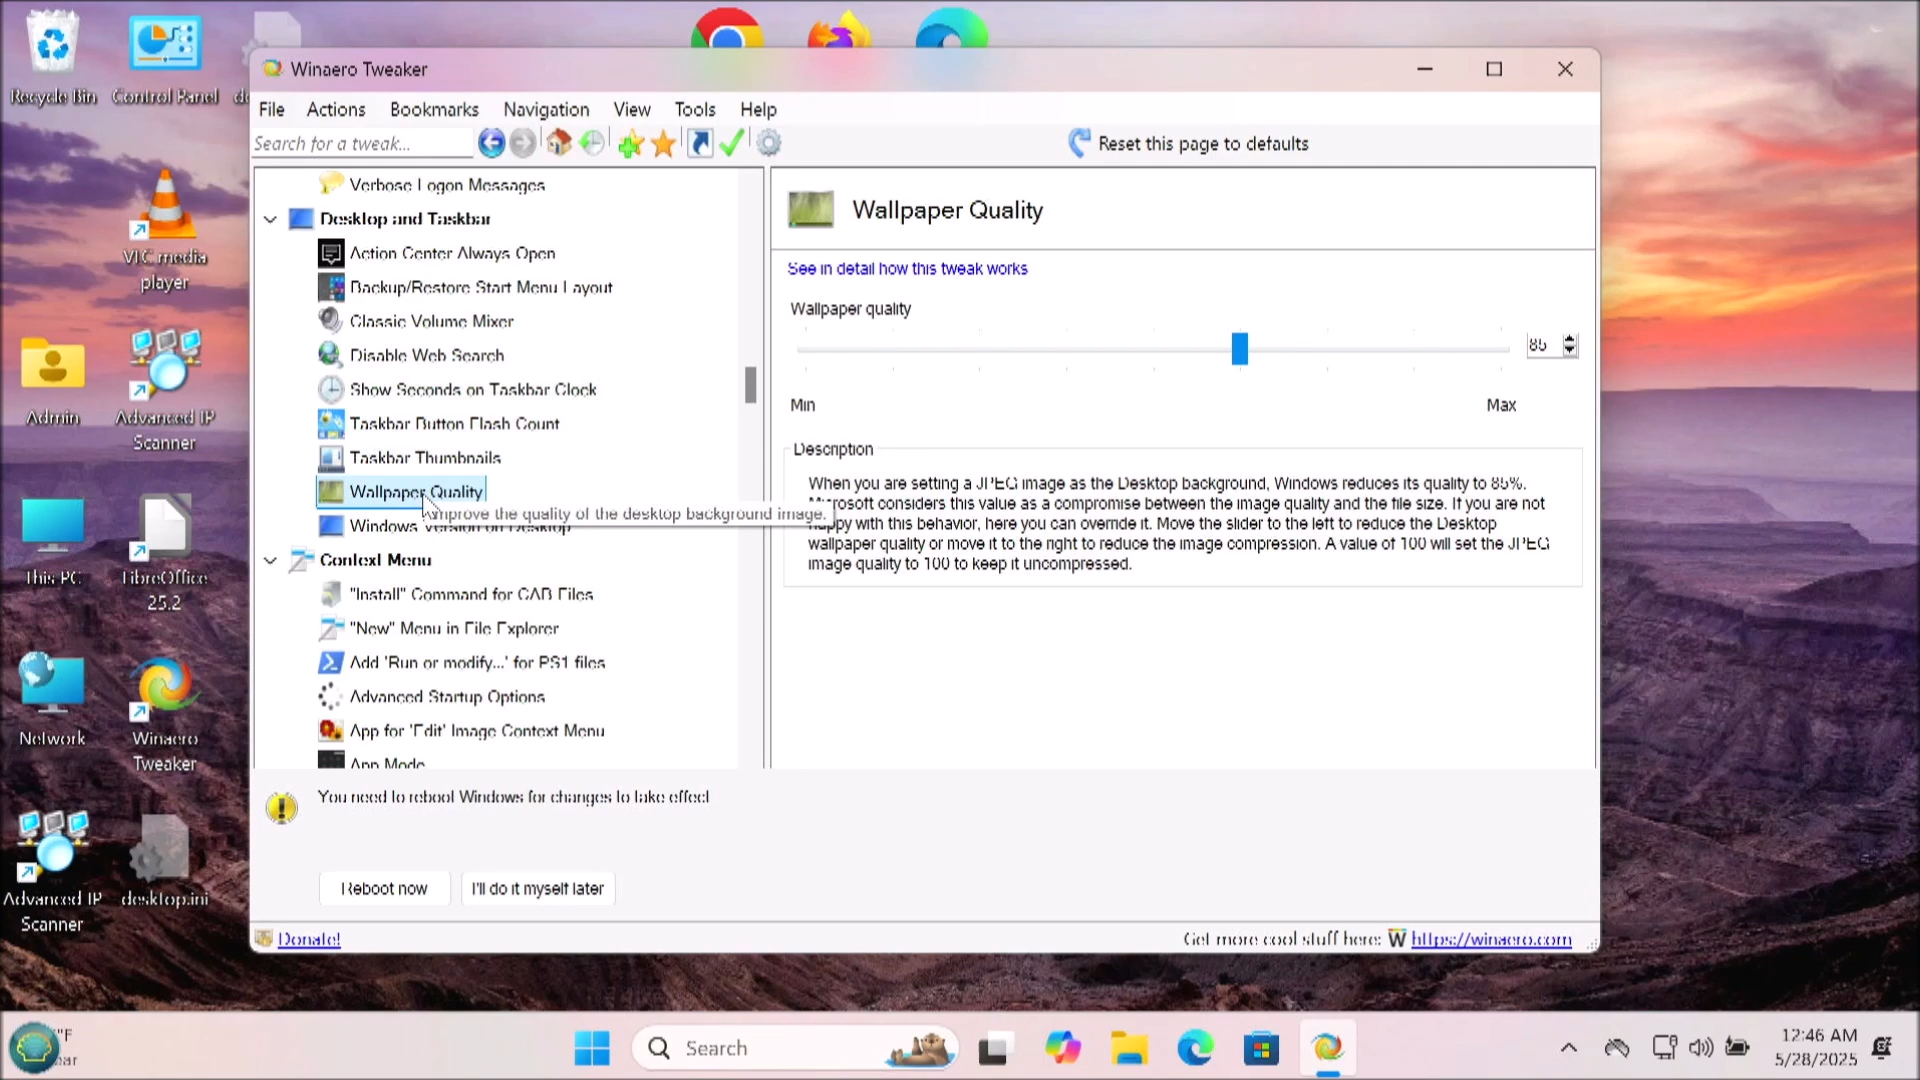 Recycle Bin
Control Panel
VLC media
player
Admin
Advanced IP
Scanner
This PC
LibreOffice
25.2
Network
Winaero
Tweaker
Advanced IP
Scanner
desktop.ini
Winaero Tweaker
File Actions Bookmarks Navigation View Tools Help
Search for a tweak...
Reset this page to defaults
Verbose Logon Messages
Desktop and Taskbar
Action Center Always Open
Backup/Restore Start Menu Layout
Classic Volume Mixer
Disable Web Search
Show Seconds on Taskbar Clock
Taskbar Button Flash Count
Taskbar Thumbnails
Wallpaper Quality
improve the quality of the desktop background image.
Windows Version on Desktop
Context Menu
"Install" Command for CAB Files
"New" Menu in File Explorer
Add 'Run or modify...' for PS1 files
Advanced Startup Options
App for 'Edit' Image Context Menu
App Mode
Wallpaper Quality
See in detail how this tweak works
Wallpaper quality
85
Min Max
Description
When you are setting a JPEG image as the Desktop background, Windows reduces its quality to 85%.
Microsoft considers this value as a compromise between the image quality and the file size. If you are not
happy with this behavior, here you can override it. Move the slider to the left to reduce the Desktop
wallpaper quality or move it to the right to reduce the image compression. A value of 100 will set the JPEG
image quality to 100 to keep it uncompressed.
You need to reboot Windows for changes to take effect
Reboot now
I'll do it myself later
Donate!
Get more cool stuff here: W https://winaero.com
°F
ear
Search
12:46 AM
5/28/2025